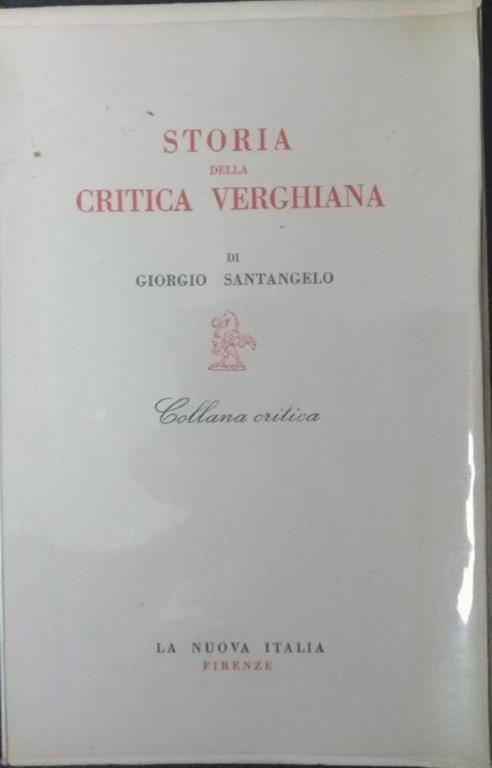 STORIA
DELLA
CRITICA VERGHIANA
DI
GIORGIO SANTANGELO
Collana critica
LA NUOVA ITALIA
FIRENZE